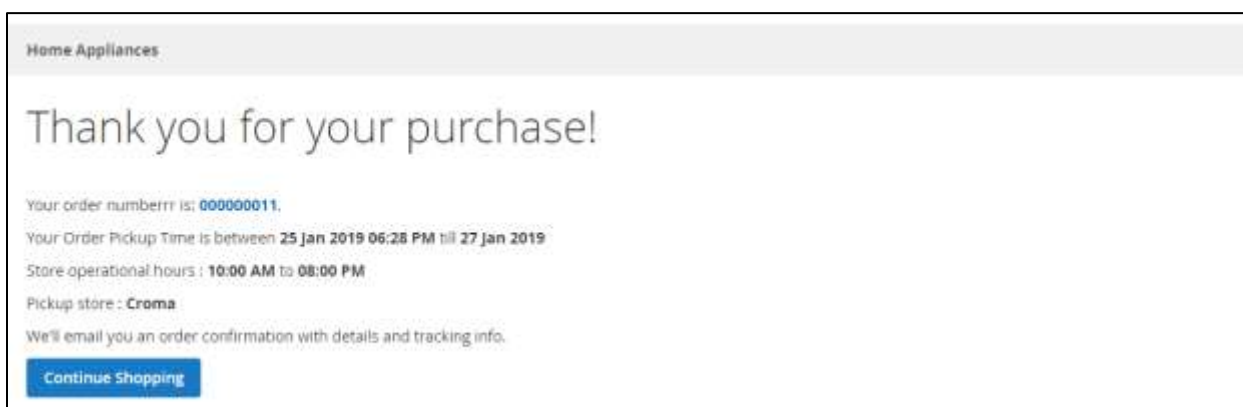 Home Appliances
Thank you for your purchase!
Your order numberrr is: 000000011.
Your Order Pickup Time is between 25 Jan 2019 06:28 PM till 27 Jan 2019
Store operational hours : 10:00 AM to 08:00 PM
Pickup store : Croma
We'll email you an order confirmation with details and tracking info.
Continue Shopping